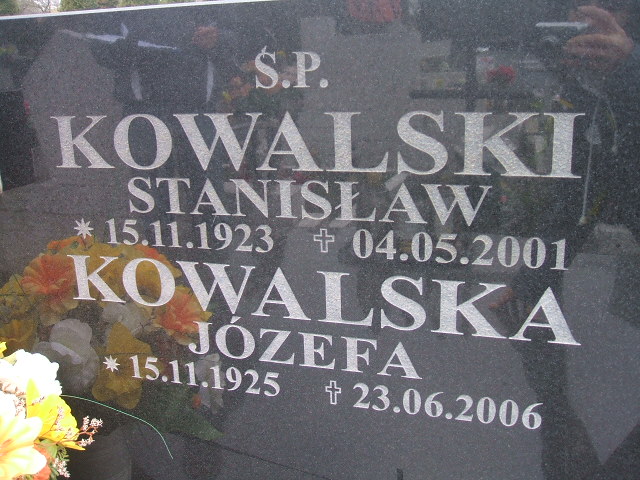 Ś.P.
KOWALSKI
STANISŁAW
✴ 15.11.1923 ✝ 04.05.2001
KOWALSKA
JÓZEFA
✴ 15.11.1925 ✝ 23.06.2006